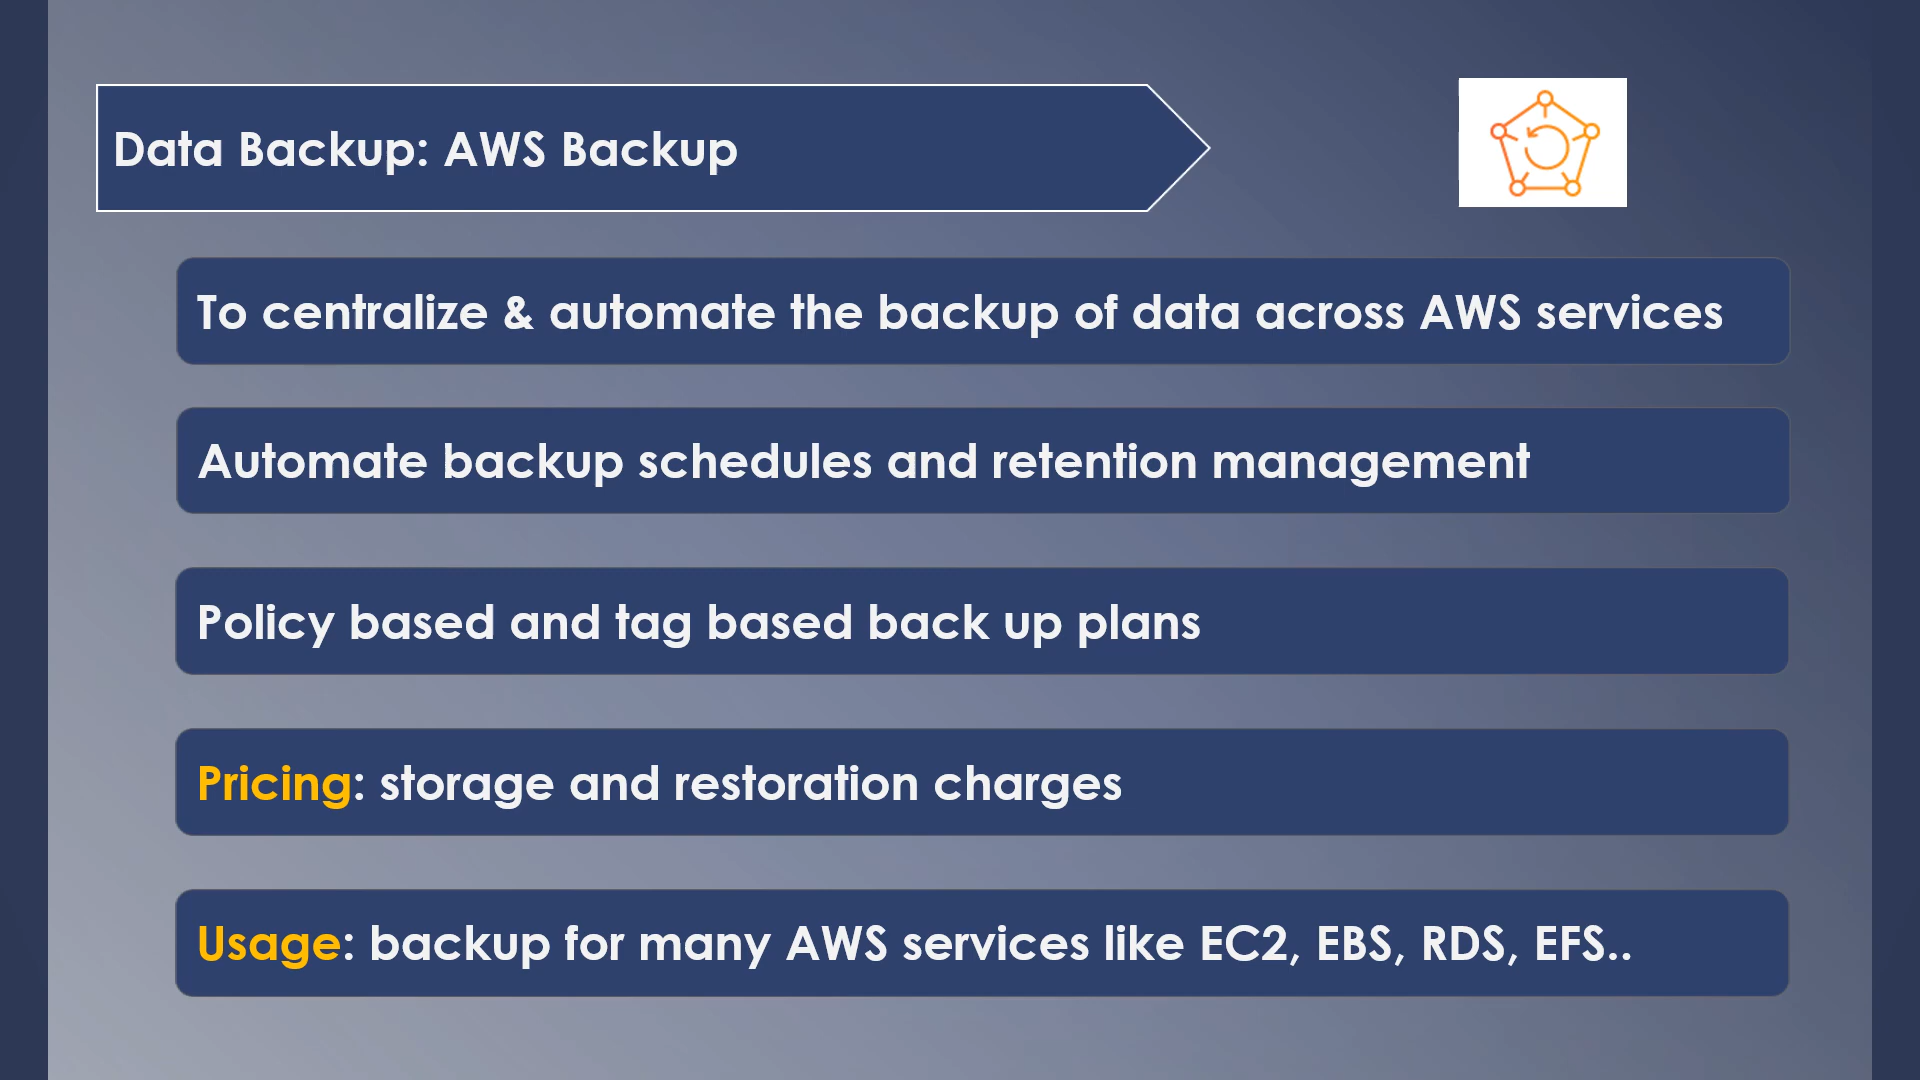 Data Backup: AWS Backup
To centralize & automate the backup of data across AWS services
Automate backup schedules and retention management
Policy based and tag based back up plans
Pricing: storage and restoration charges
Usage: backup for many AWS services like EC2, EBS, RDS, EFS..